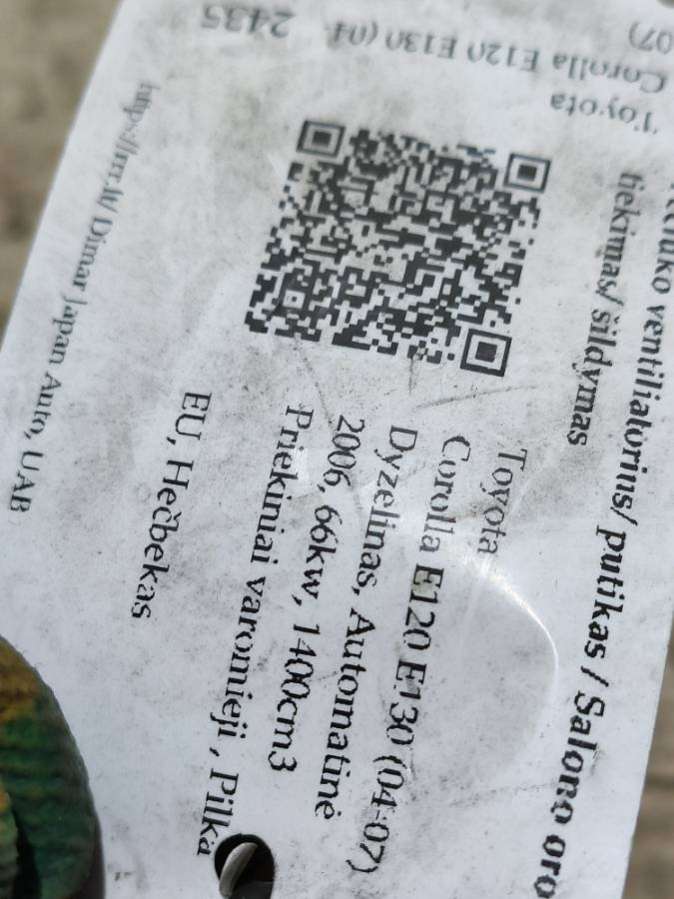 ventiliatorius/ putikas / Salono oro
tiekimas/ šildymas
Toyota
Corolla E120 E130 (04-07)
Dyzelinas, Automatinė
2006, 66kw, 1400cm3
Priekiniai varomieji , Pilka
EU, Hečbekas
https://rrr.lt/ Dimar Japan Auto, UAB
Toyota
Corolla E120 E130 (04-
07)
2435